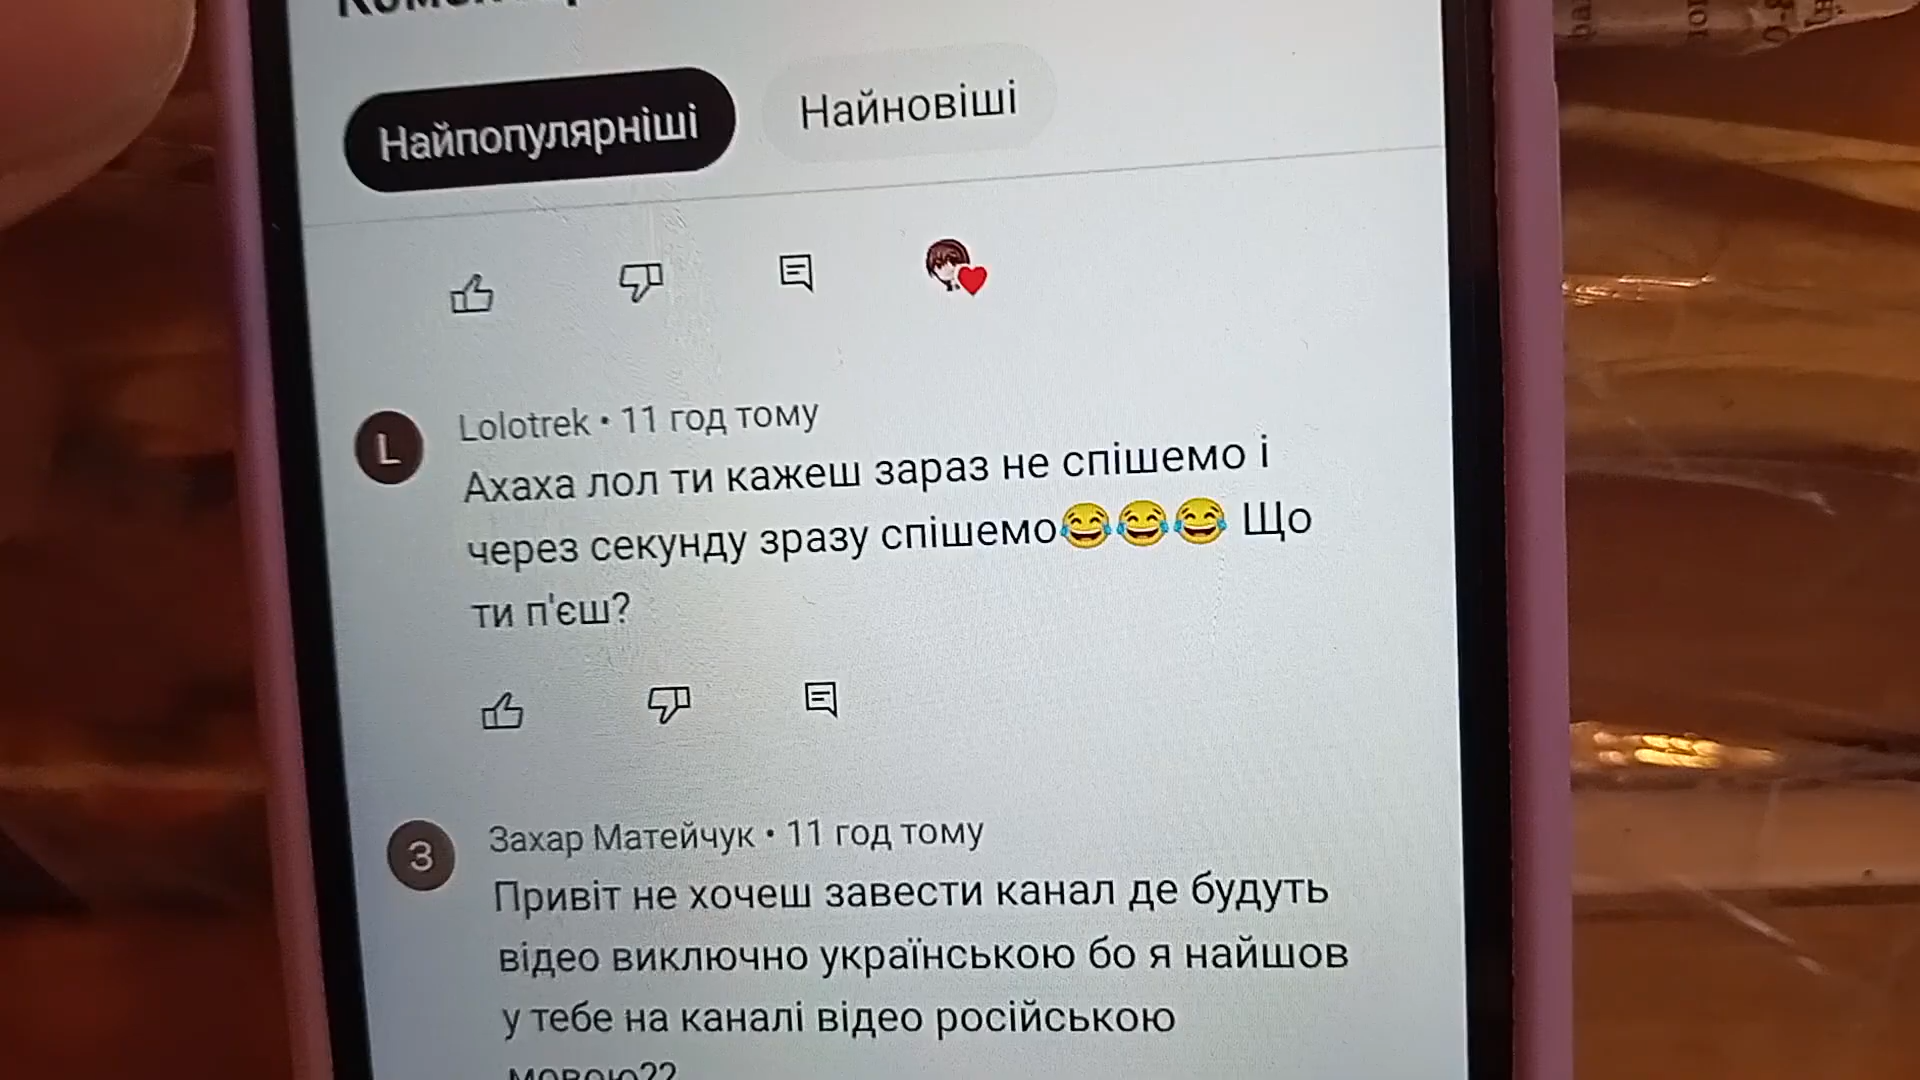 Найпопулярніші
Найновіші
L
Lolotrek • 11 год тому
Ахаха лол ти кажеш зараз не спішемо і
через секунду зразу спішемо😂😂😂 Що
ти п'єш?
З
Захар Матейчук • 11 год тому
Привіт не хочеш завести канал де будуть
відео виключно українською бо я найшов
у тебе на каналі відео російською
мовою??